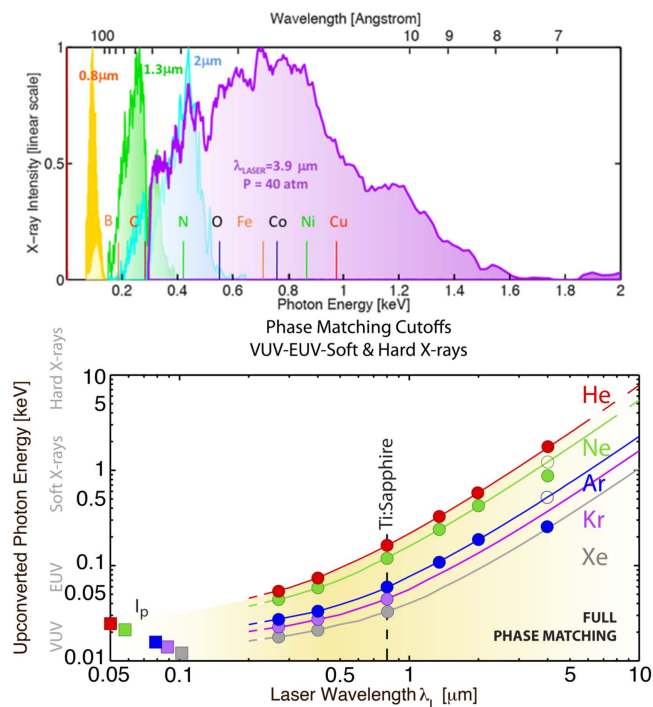 Wavelength [Angstrom]
100 10 9 8 7
X-ray Intensity [linear scale]
1
0.5
0
0.8μm
1.3μm
2μm
λLASER=3.9 μm
P = 40 atm
B C N O Fe Co Ni Cu
0.2 0.4 0.6 0.8 1 1.2 1.4 1.6 1.8 2
Photon Energy [keV]
Phase Matching Cutoffs
VUV-EUV-Soft & Hard X-rays
Upconverted Photon Energy [keV]
Hard X-rays
Soft X-rays
EUV
VUV
10
5
1
0.5
0.1
0.05
0.01
He
Ne
Ar
Kr
Xe
Ti:Sapphire
Ip
FULL
PHASE MATCHING
0.05 0.1 0.5 1 5 10
Laser Wavelength λL [μm]